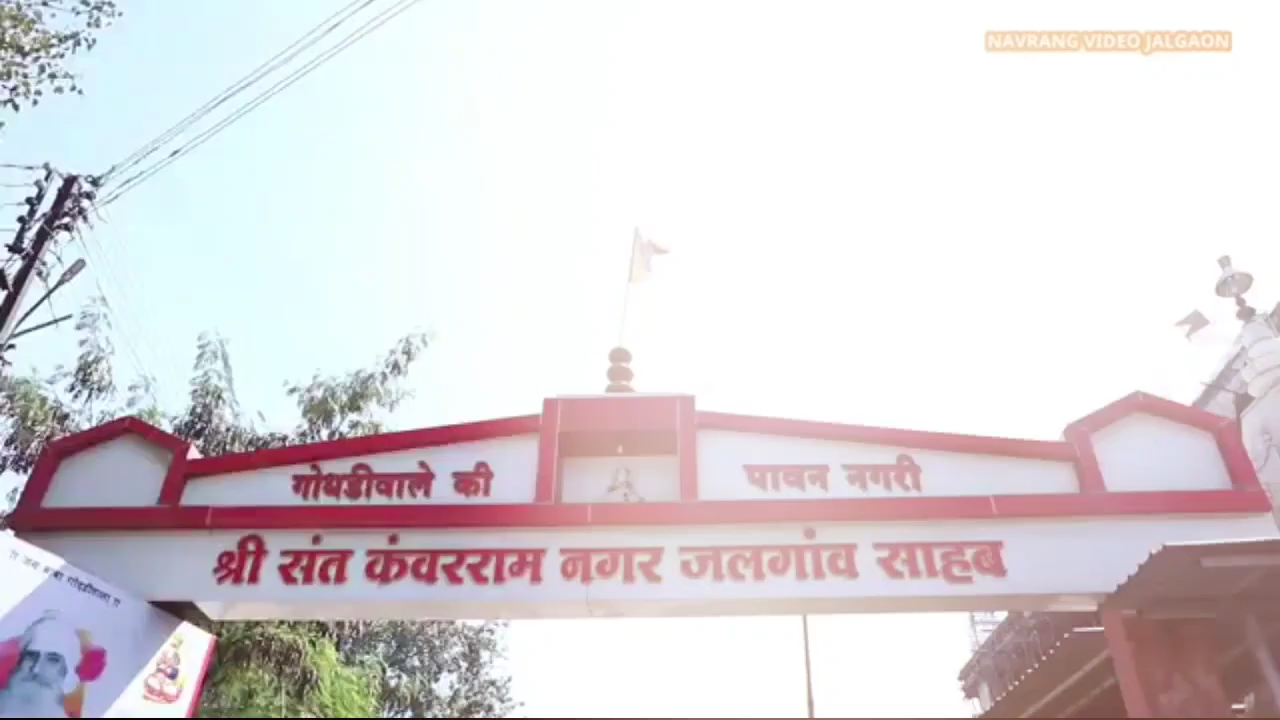 NAVRANG VIDEO JALGAON
गोधडीवाले की पावन नगरी
श्री संत कंवरराम नगर जलगांव साहब